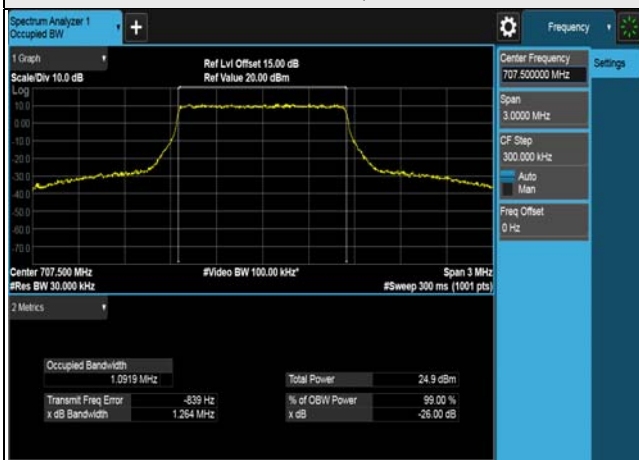 Spectrum Analyzer 1
Occupied BW
Frequency
1 Graph
Scale/Div 10.0 dB
Ref Lvl Offset 15.00 dB
Ref Value 20.00 dBm
Log
10.0
0.00
-10.0
-20.0
-30.0
-40.0
-50.0
-60.0
-70.0
Center 707.500 MHz
#Res BW 30.000 kHz
#Video BW 100.00 kHz*
Span 3 MHz
#Sweep 300 ms (1001 pts)
2 Metrics
Occupied Bandwidth
1.0919 MHz
Total Power 24.9 dBm
Transmit Freq Error -839 Hz
% of OBW Power 99.00 %
x dB Bandwidth 1.264 MHz
x dB -26.00 dB
Center Frequency
707.500000 MHz
Settings
Span
3.0000 MHz
CF Step
300.000 kHz
Auto
Man
Freq Offset
0 Hz